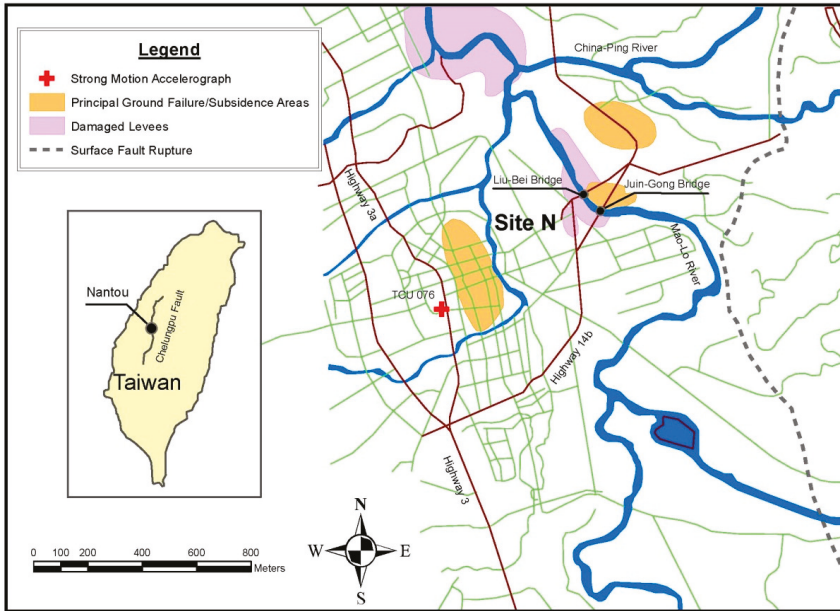 Legend
Strong Motion Accelerograph
Principal Ground Failure/Subsidence Areas
Damaged Levees
Surface Fault Rupture
China-Ping River
Highway 3a
Liu-Bei Bridge
Juin-Gong Bridge
Site N
Mao-Lo River
TCU 076
Highway 14b
Highway 3
Nantou
Chelungpu Fault
Taiwan
N
W
E
S
0 100 200 400 600 800
Meters